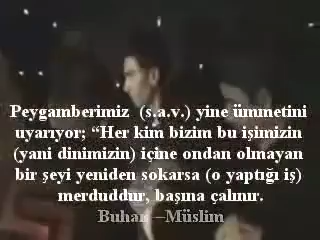 Peygamberimiz (s.a.v.) yine ümmetini
uyarıyor; “Her kim bizim bu işimizin
(yani dinimizin) içine ondan olmayan
bir şeyi yeniden sokarsa (o yaptığı iş)
merduddur, başına çalınır.
Buhari –Müslim